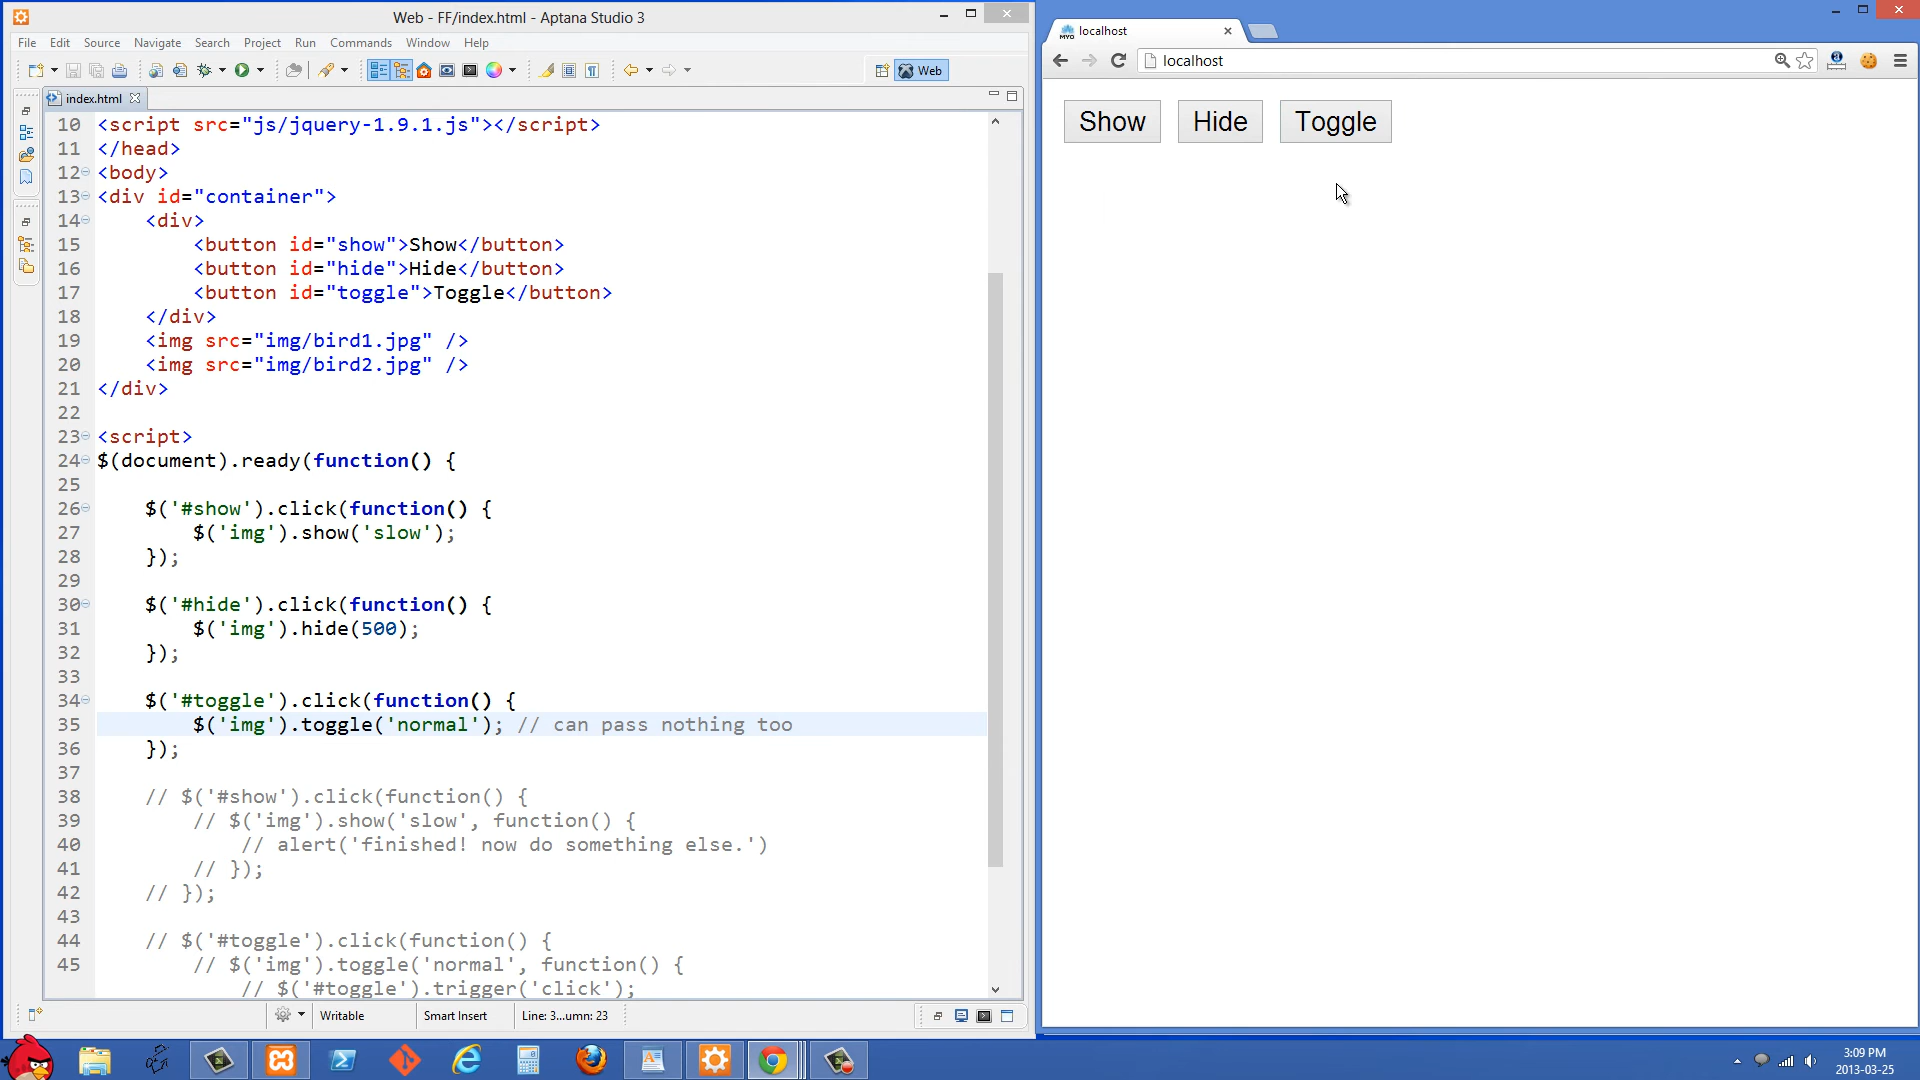 Web - FF/index.html - Aptana Studio 3
File Edit Source Navigate Search Project Run Commands Window Help
Web
index.html
10 <script src="js/jquery-1.9.1.js"></script>
11 </head>
12 <body>
13 <div id="container">
14 <div>
15 <button id="show">Show</button>
16 <button id="hide">Hide</button>
17 <button id="toggle">Toggle</button>
18 </div>
19 <img src="img/bird1.jpg" />
20 <img src="img/bird2.jpg" />
21 </div>
22
23 <script>
24 $(document).ready(function() {
25
26 $('#show').click(function() {
27 $('img').show('slow');
28 });
29
30 $('#hide').click(function() {
31 $('img').hide(500);
32 });
33
34 $('#toggle').click(function() {
35 $('img').toggle('normal'); // can pass nothing too
36 });
37
38 // $('#show').click(function() {
39 // $('img').show('slow', function() {
40 // alert('finished! now do something else.')
41 // });
42 // });
43
44 // $('#toggle').click(function() {
45 // $('img').toggle('normal', function() {
// $('#toggle').trigger('click');
Writable Smart Insert Line: 3...umn: 23
MYO localhost
localhost
Show Hide Toggle
3:09 PM
2013-03-25